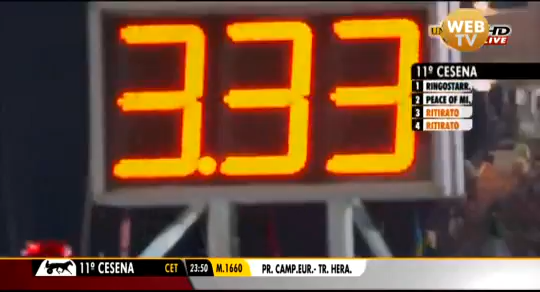 3.33
UN
WEB
TV
HD
LIVE
11º CESENA
1 RINGOSTARR.
2 PEACE OF MI.
3 RITIRATO
4 RITIRATO
11º CESENA CET 23:50 M.1660 PR. CAMP.EUR.- TR. HERA.